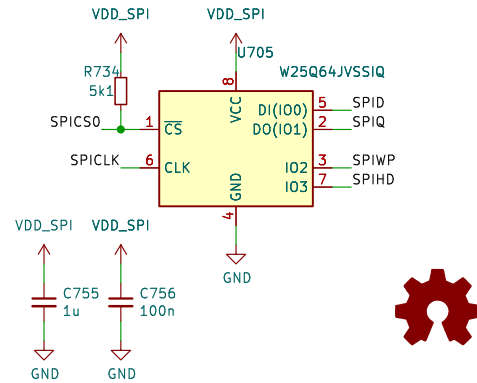 VDD_SPI VDD_SPI
U705
R734 8 W25Q64JVSSIQ
5k1 VCC
DI(IO0) 5 SPID
SPICS0 1 CS DO(IO1) 2 SPIQ
SPICLK 6 CLK IO2 3 SPIWP
GND IO3 7 SPIHD
4
VDD_SPI VDD_SPI
GND
C755 C756
1u 100n
GND GND